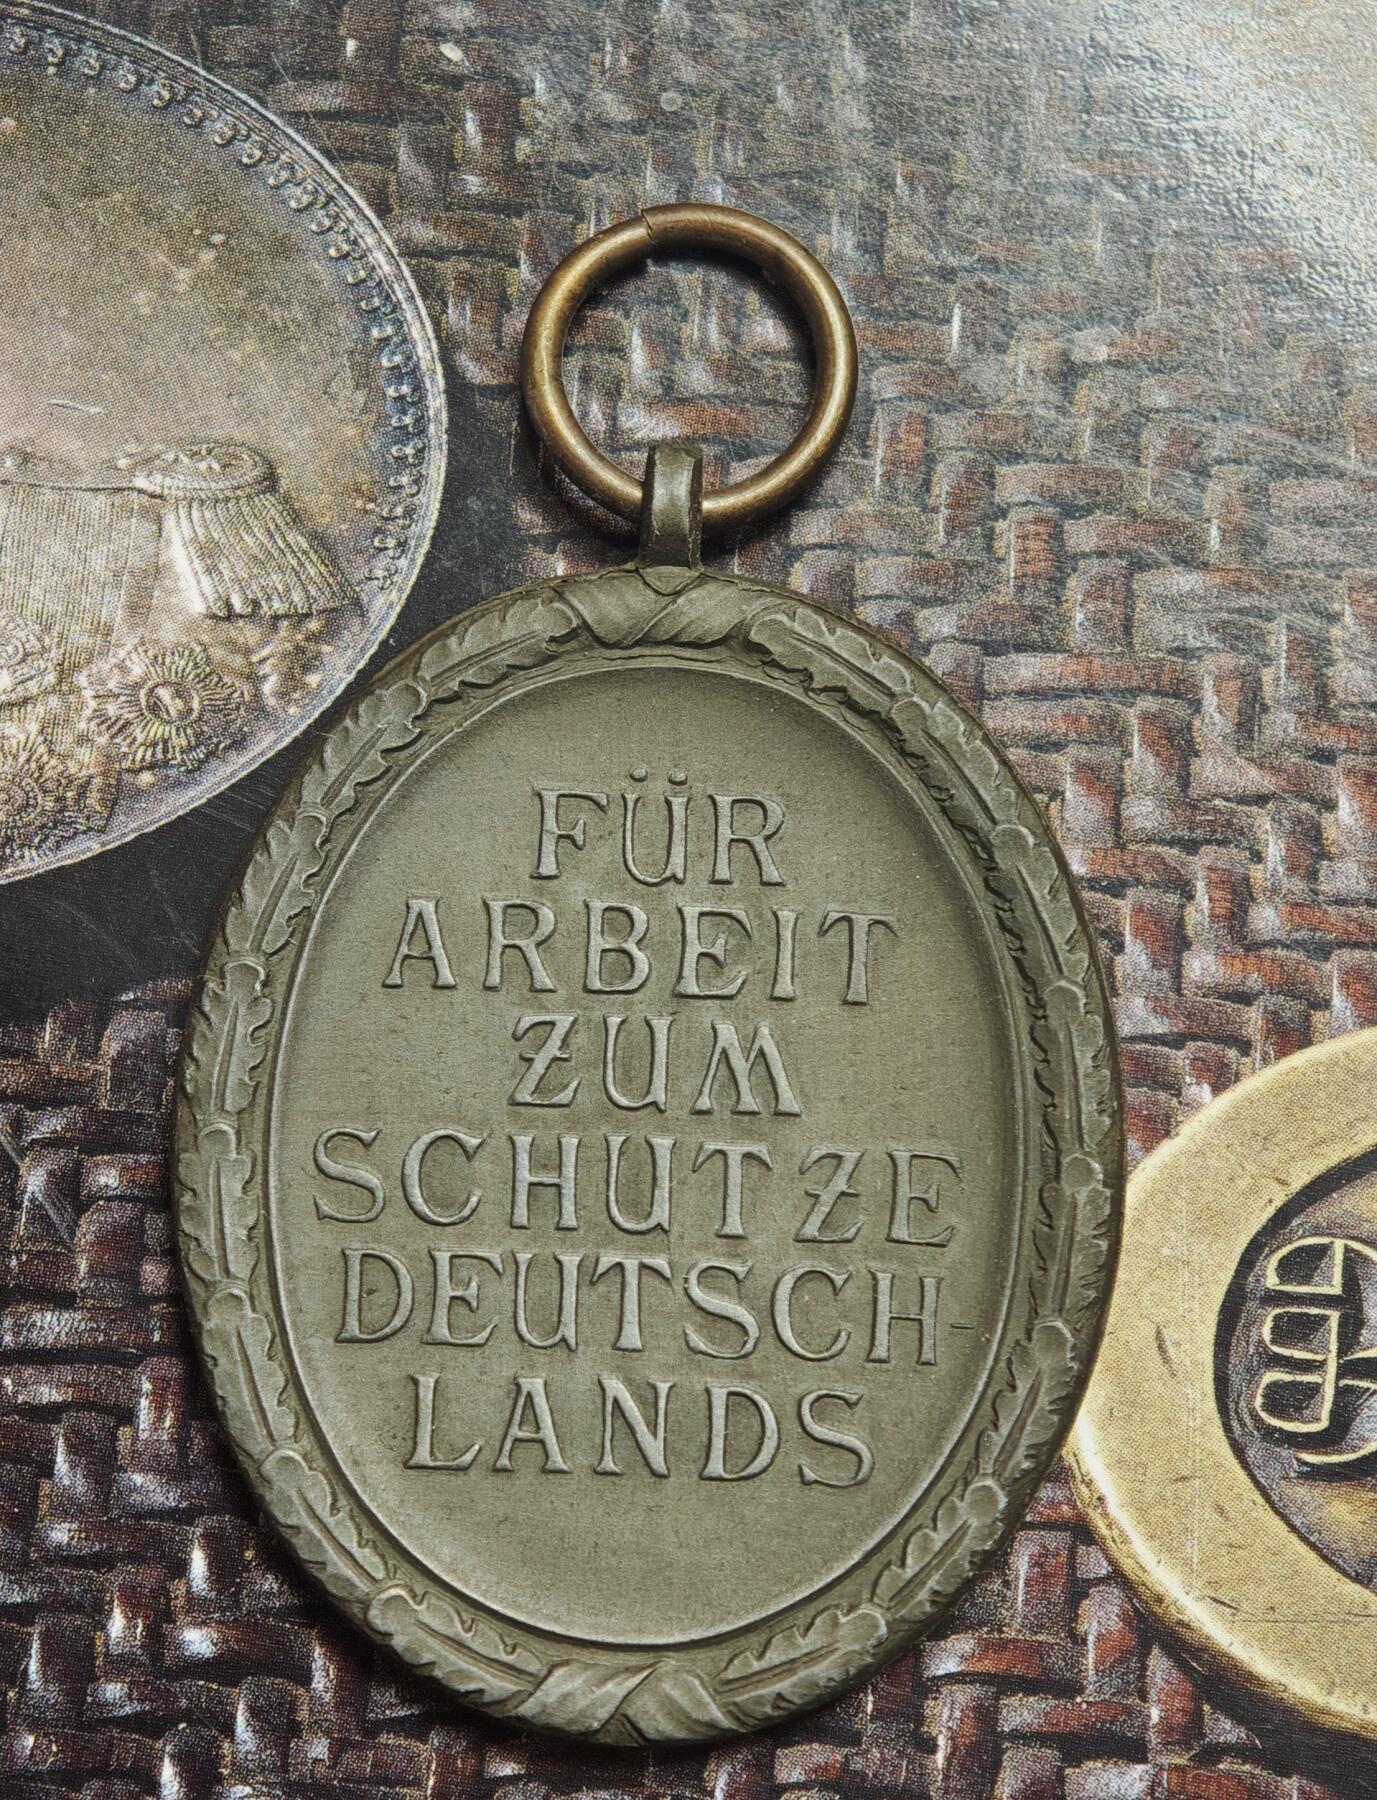 FÜR
ARBEIT
ZUM
SCHUTZE
DEUTSCH-
LANDS